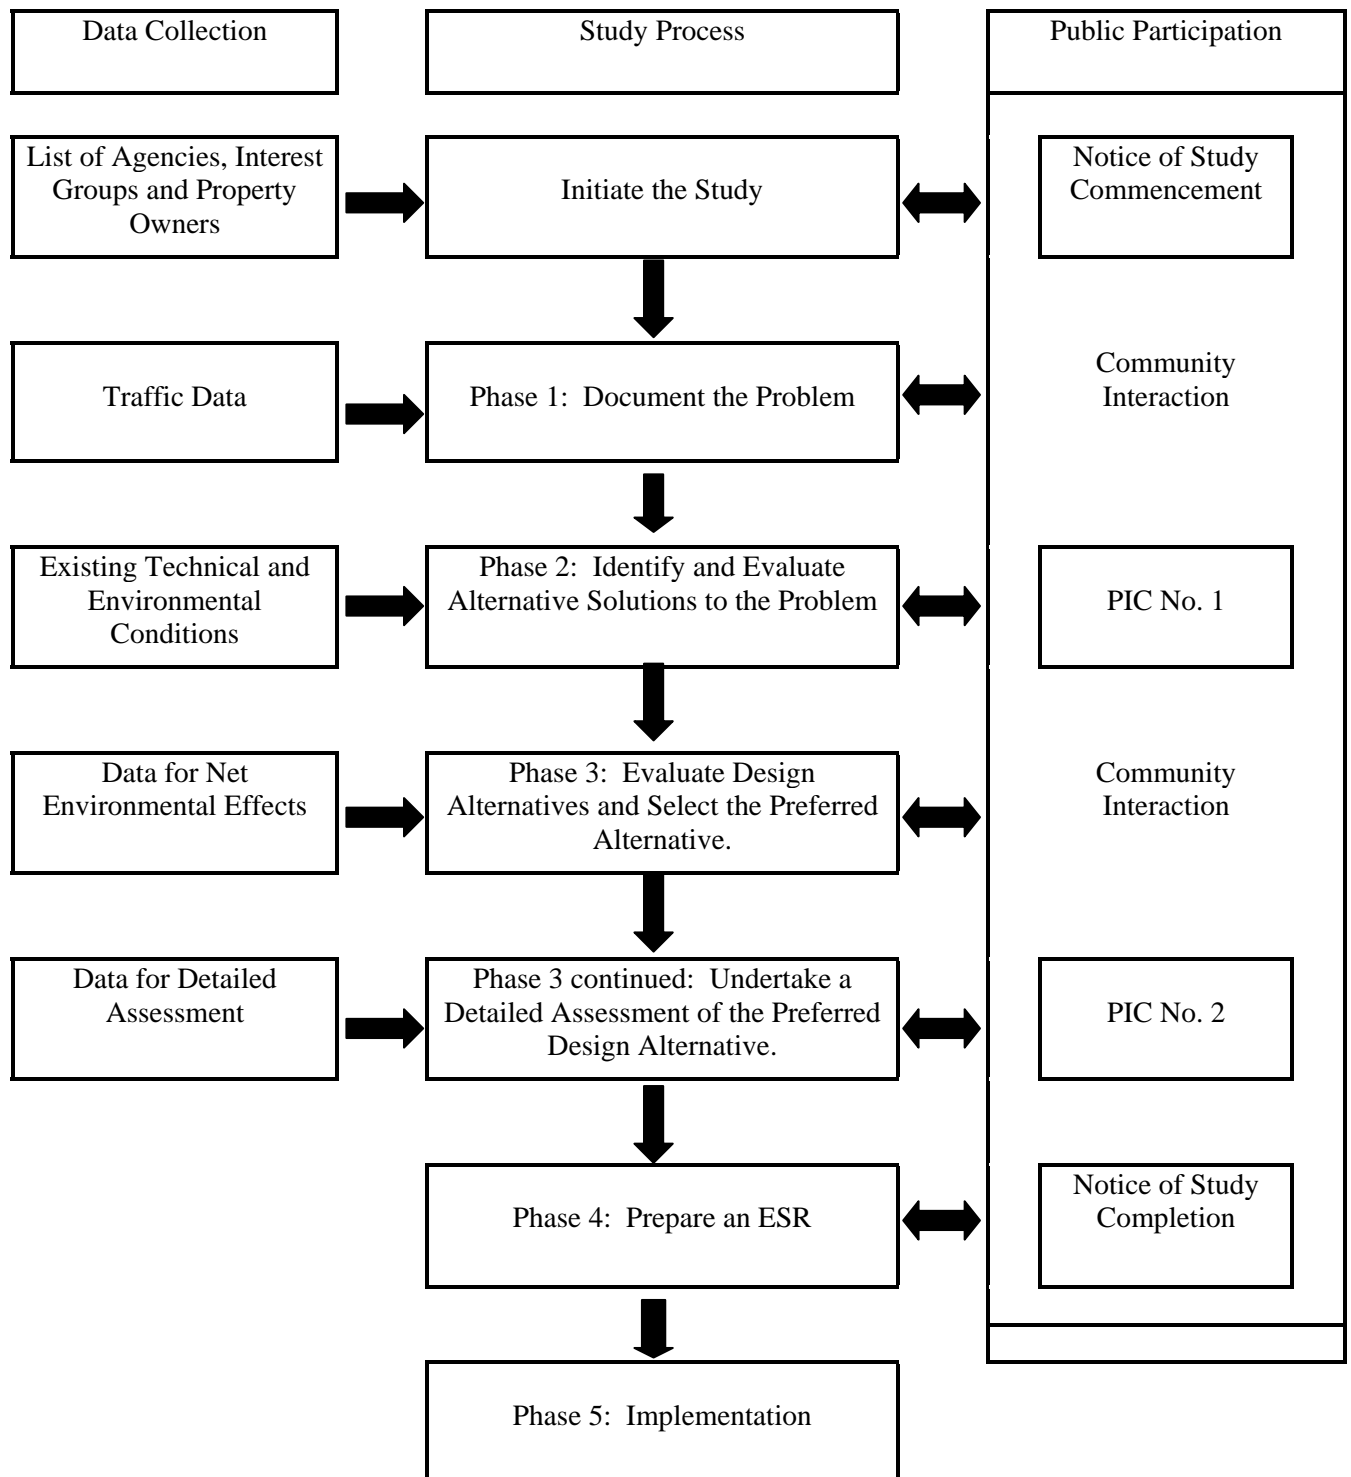 Data Collection
Study Process
Public Participation
List of Agencies, Interest
Groups and Property
Owners
Initiate the Study
Notice of Study
Commencement
Traffic Data
Phase 1:  Document the Problem
Community
Interaction
Existing Technical and
Environmental
Conditions
Phase 2:  Identify and Evaluate
Alternative Solutions to the Problem
PIC No. 1
Data for Net
Environmental Effects
Phase 3:  Evaluate Design
Alternatives and Select the Preferred
Alternative.
Community
Interaction
Data for Detailed
Assessment
Phase 3 continued:  Undertake a
Detailed Assessment of the Preferred
Design Alternative.
PIC No. 2
Phase 4:  Prepare an ESR
Notice of Study
Completion
Phase 5:  Implementation